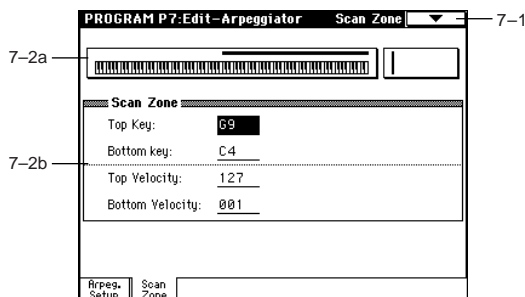 PROGRAM P7:Edit-Arpeggiator Scan Zone
7–1
7–2a
Scan Zone
Top Key: G9
Bottom key: C4
7–2b
Top Velocity: 127
Bottom Velocity: 001
Arpeg. Scan
Setup Zone